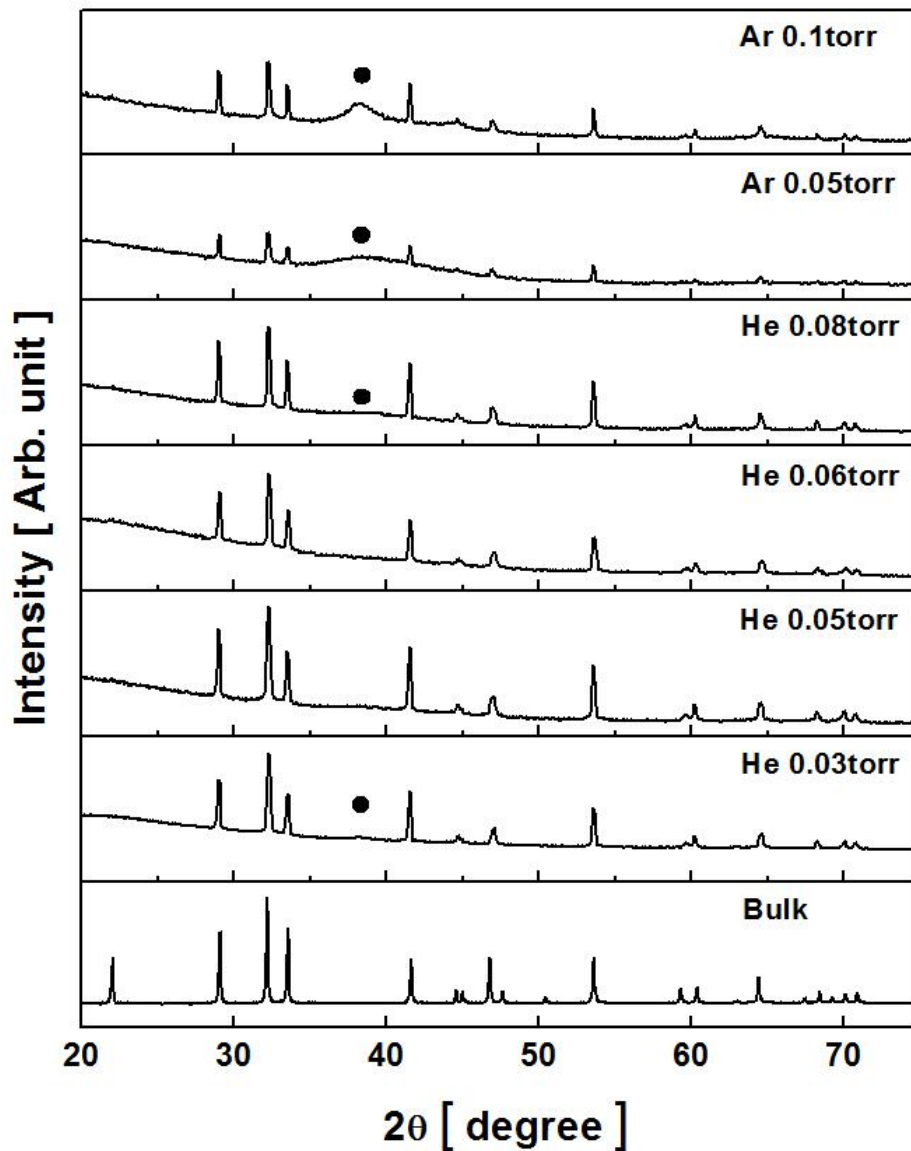 Ar 0.1torr
Ar 0.05torr
He 0.08torr
He 0.06torr
He 0.05torr
He 0.03torr
Bulk
Intensity [ Arb. unit ]
20 30 40 50 60 70
2θ [ degree ]